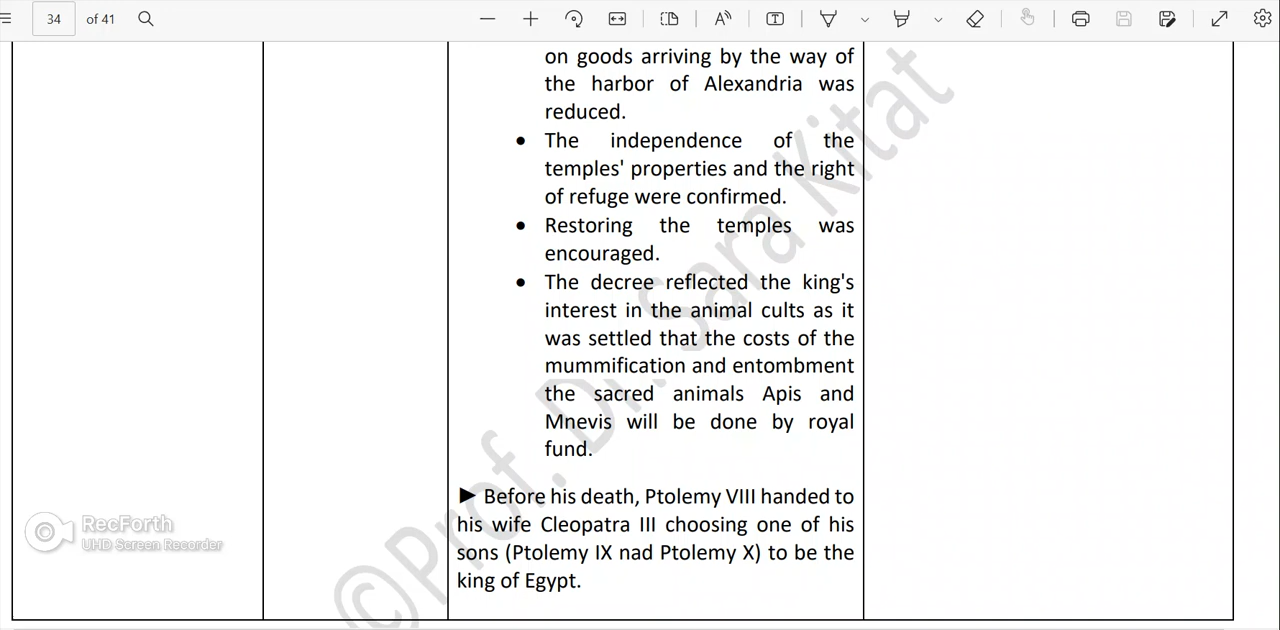 34 of 41
on goods arriving by the way of
the harbor of Alexandria was
reduced.
• The independence of the
temples' properties and the right
of refuge were confirmed.
• Restoring the temples was
encouraged.
• The decree reflected the king's
interest in the animal cults as it
was settled that the costs of the
mummification and entombment
the sacred animals Apis and
Mnevis will be done by royal
fund.
► Before his death, Ptolemy VIII handed to
his wife Cleopatra III choosing one of his
sons (Ptolemy IX nad Ptolemy X) to be the
king of Egypt.
©Prof. Dr. Sara Kitat
RecForth
UHD Screen Recorder